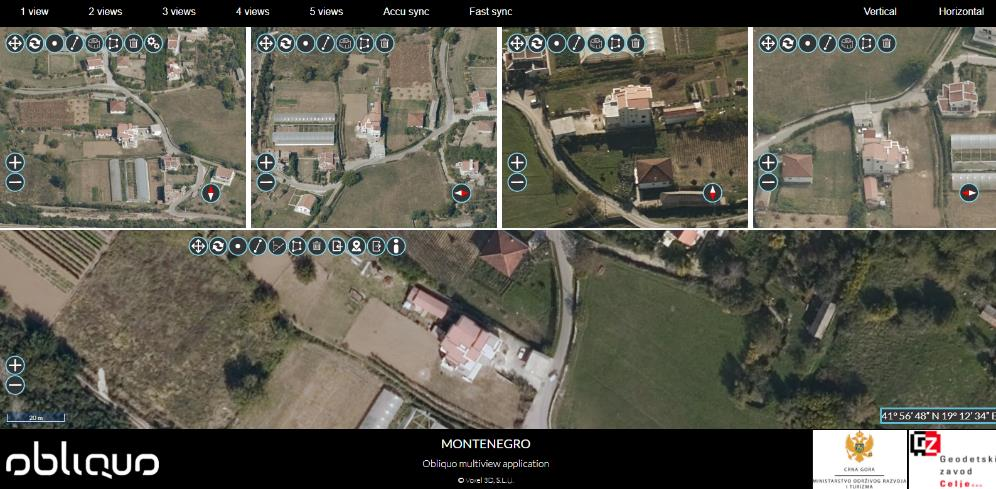 1 view 2 views 3 views 4 views 5 views Accu sync Fast sync Vertical Horizontal
20 m
41° 56' 48" N 19° 12' 34" E
obliquo
MONTENEGRO
Obliquo multiview application
© Voxel 3D, S.L.U.
CRNA GORA
MINISTARSTVO ODRŽIVOG RAZVOJA
I TURIZMA
GZ
Geodetski
zavod
Celje d.o.o.